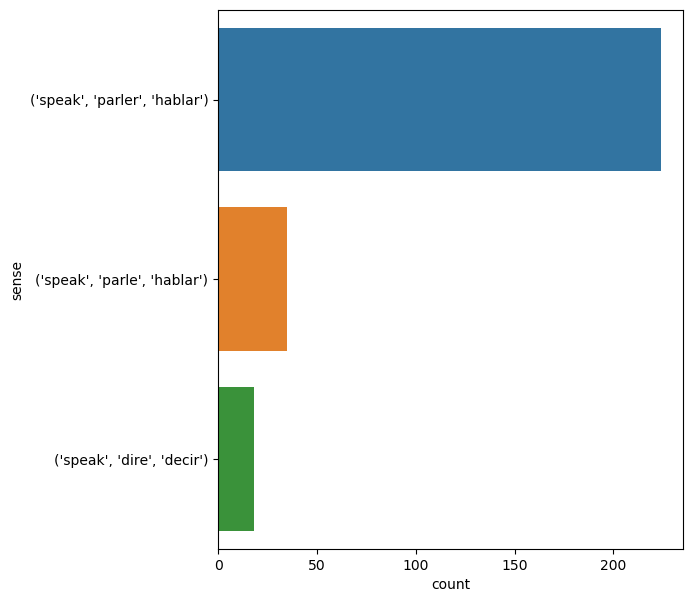 ('speak', 'parler', 'hablar')
('speak', 'parle', 'hablar')
('speak', 'dire', 'decir')
sense
0 50 100 150 200
count